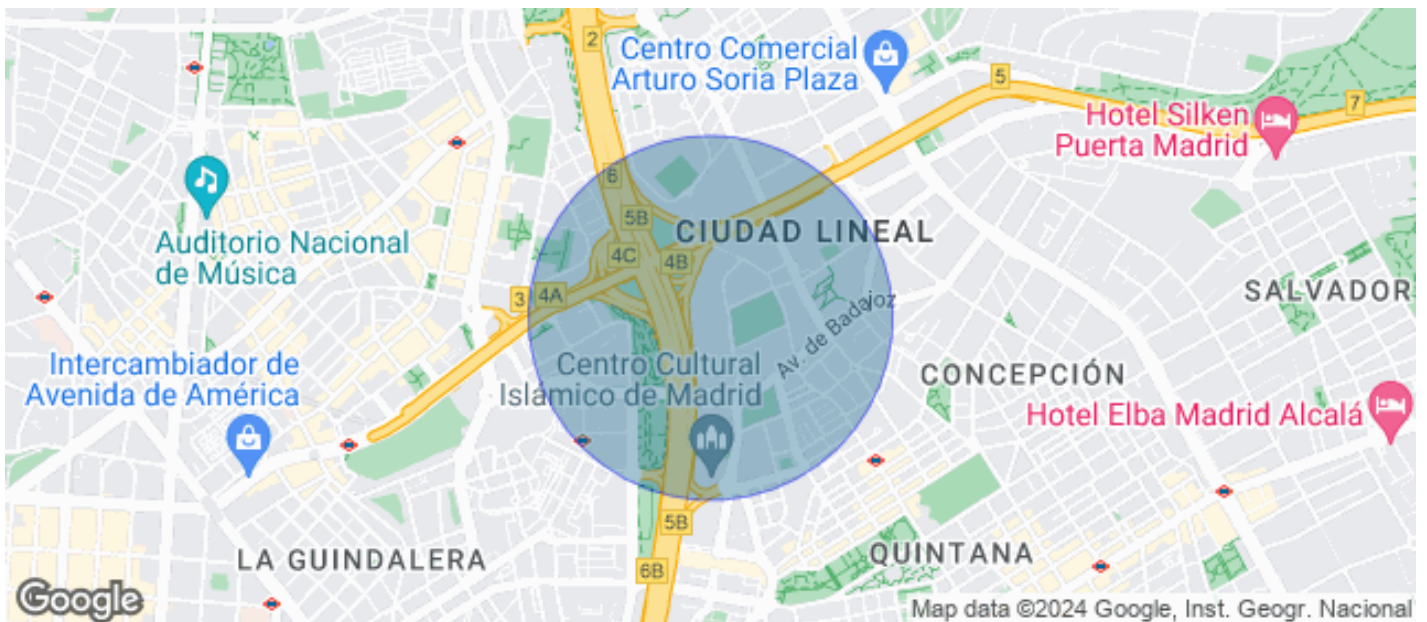 2
Centro Comercial
Arturo Soria Plaza
5
7
Hotel Silken
Puerta Madrid
6
5B
CIUDAD LINEAL
Auditorio Nacional
de Música
4C
4B
3
4A
SALVADOR
Av. de Badajoz
Intercambiador de
Avenida de América
Centro Cultural
Islámico de Madrid
CONCEPCIÓN
Hotel Elba Madrid Alcalá
5B
LA GUINDALERA
6B
QUINTANA
Google
Map data ©2024 Google, Inst. Geogr. Nacional